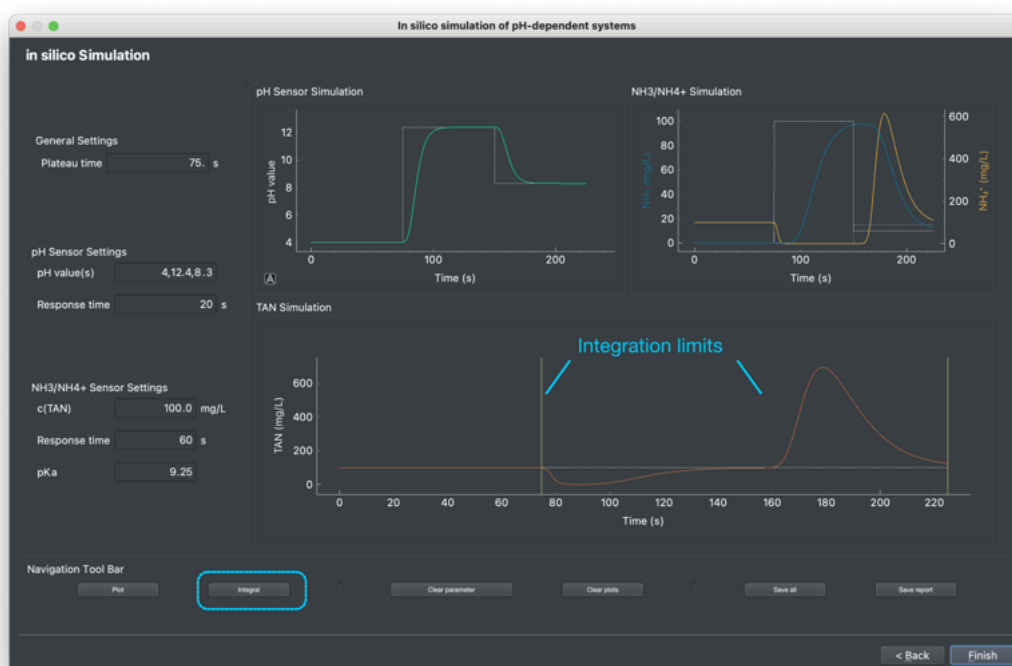 In silico simulation of pH-dependent systems
in silico Simulation
General Settings
Plateau time 75. s
pH Sensor Settings
pH value(s) 4,12.4,8.3
Response time 20 s
NH3/NH4+ Sensor Settings
c(TAN) 100.0 mg/L
Response time 60 s
pKa 9.25
pH Sensor Simulation
pH value
12
10
8
6
4
0 100 200
Time (s)
A
NH3/NH4+ Simulation
NH₃ (mg/L)
100
80
60
40
20
0
600
400
200
0
NH₄⁺ (mg/L)
0 100 200
Time (s)
TAN Simulation
Integration limits
TAN (mg/L)
600
400
200
0
0 20 40 60 80 100 120 140 160 180 200 220
Time (s)
Navigation Tool Bar
Plot Integral Clear parameter Clear plots Save all Save report
< Back Finish